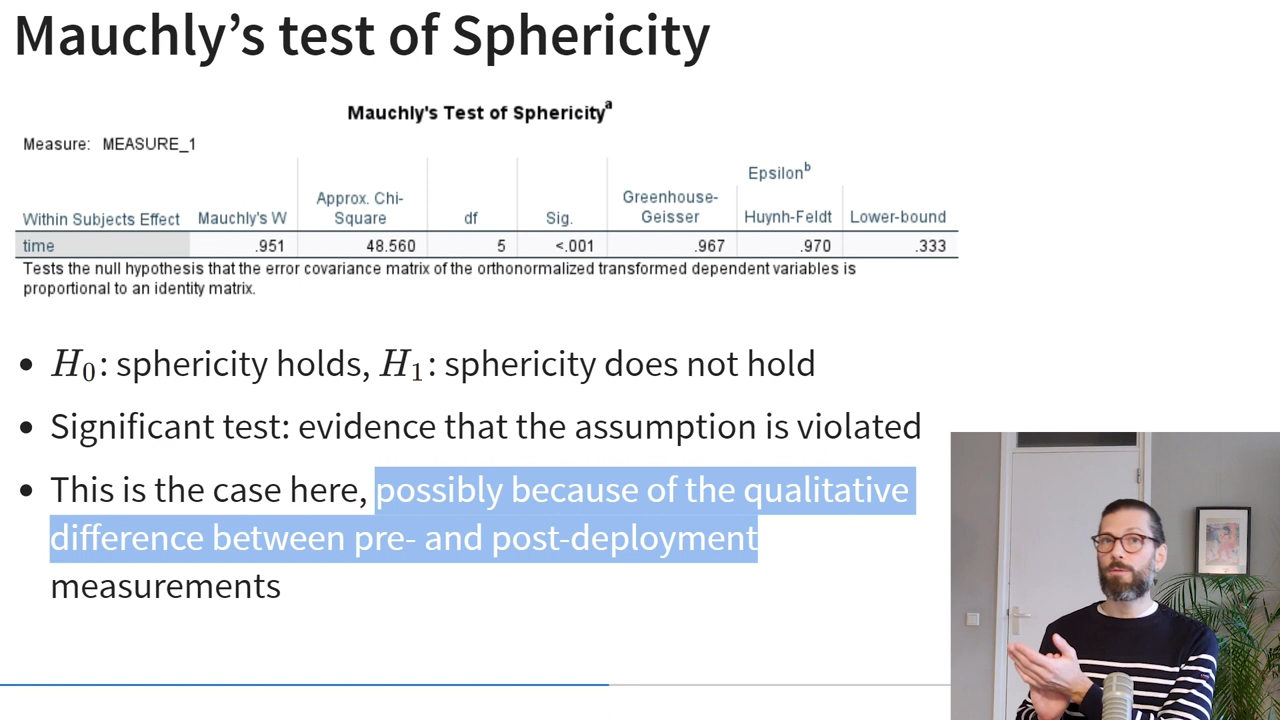 Mauchly’s test of Sphericity
Mauchly's Test of Sphericityᵃ
Measure: MEASURE_1
Within Subjects Effect Mauchly's W Approx. Chi-Square df Sig. Epsilonᵇ Greenhouse-Geisser Huynh-Feldt Lower-bound
time .951 48.560 5 <.001 .967 .970 .333
Tests the null hypothesis that the error covariance matrix of the orthonormalized transformed dependent variables is
proportional to an identity matrix.
• H₀: sphericity holds, H₁: sphericity does not hold
• Significant test: evidence that the assumption is violated
• This is the case here, possibly because of the qualitative
difference between pre- and post-deployment
measurements